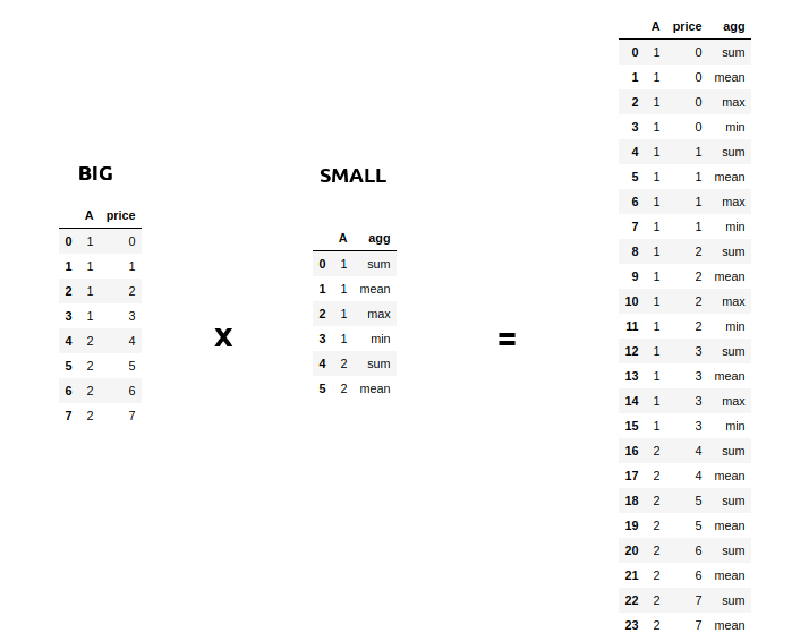 BIG
A price
0 1 0
1 1 1
2 1 2
3 1 3
4 2 4
5 2 5
6 2 6
7 2 7
x
SMALL
A agg
0 1 sum
1 1 mean
2 1 max
3 1 min
4 2 sum
5 2 mean
=
A price agg
0 1 0 sum
1 1 0 mean
2 1 0 max
3 1 0 min
4 1 1 sum
5 1 1 mean
6 1 1 max
7 1 1 min
8 1 2 sum
9 1 2 mean
10 1 2 max
11 1 2 min
12 1 3 sum
13 1 3 mean
14 1 3 max
15 1 3 min
16 2 4 sum
17 2 4 mean
18 2 5 sum
19 2 5 mean
20 2 6 sum
21 2 6 mean
22 2 7 sum
23 2 7 mean